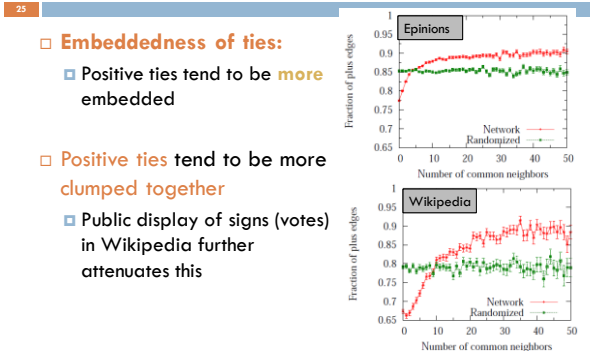 25
Embeddedness of ties:
Positive ties tend to be more
embedded
Positive ties tend to be more
clumped together
Public display of signs (votes)
in Wikipedia further
attenuates this
Epinions
Fraction of plus edges
1
0.95
0.9
0.85
0.8
0.75
0.7
0.65
Network
Randomized
0 10 20 30 40 50
Number of common neighbors
Wikipedia
Fraction of plus edges
1
0.95
0.9
0.85
0.8
0.75
0.7
0.65
Network
Randomized
0 10 20 30 40 50
Number of common neighbors